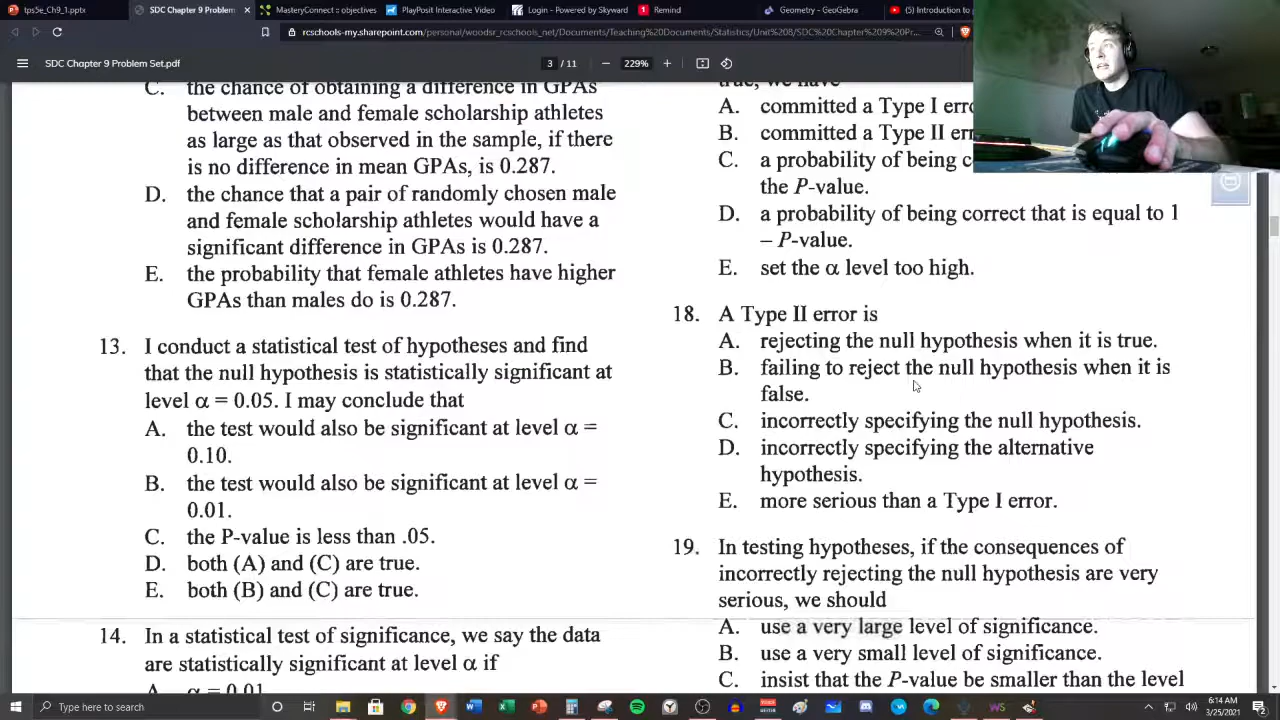 tps5e_Ch9_1.pptx
SDC Chapter 9 Problem
MasteryConnect :: objectives
PlayPosit Interactive Video
Login - Powered by Skyward
Remind
Geometry - GeoGebra
(5) Introduction to
rcschools-my.sharepoint.com/personal/woodsr_rcschools_net/Documents/Teaching%20Documents/Statistics/Unit%208/SDC%20Chapter%209%20Pr...
SDC Chapter 9 Problem Set.pdf
3 / 11
229%
C. the chance of obtaining a difference in GPAs
between male and female scholarship athletes
as large as that observed in the sample, if there
is no difference in mean GPAs, is 0.287.
D. the chance that a pair of randomly chosen male
and female scholarship athletes would have a
significant difference in GPAs is 0.287.
E. the probability that female athletes have higher
GPAs than males do is 0.287.
13. I conduct a statistical test of hypotheses and find
that the null hypothesis is statistically significant at
level α = 0.05. I may conclude that
A. the test would also be significant at level α =
0.10.
B. the test would also be significant at level α =
0.01.
C. the P-value is less than .05.
D. both (A) and (C) are true.
E. both (B) and (C) are true.
14. In a statistical test of significance, we say the data
are statistically significant at level α if
A. α = 0.01
true, we have
A. committed a Type I erro
B. committed a Type II err
C. a probability of being c
the P-value.
D. a probability of being correct that is equal to 1
– P-value.
E. set the α level too high.
18. A Type II error is
A. rejecting the null hypothesis when it is true.
B. failing to reject the null hypothesis when it is
false.
C. incorrectly specifying the null hypothesis.
D. incorrectly specifying the alternative
hypothesis.
E. more serious than a Type I error.
19. In testing hypotheses, if the consequences of
incorrectly rejecting the null hypothesis are very
serious, we should
A. use a very large level of significance.
B. use a very small level of significance.
C. insist that the P-value be smaller than the level
Type here to search
6:14 AM
3/25/2021